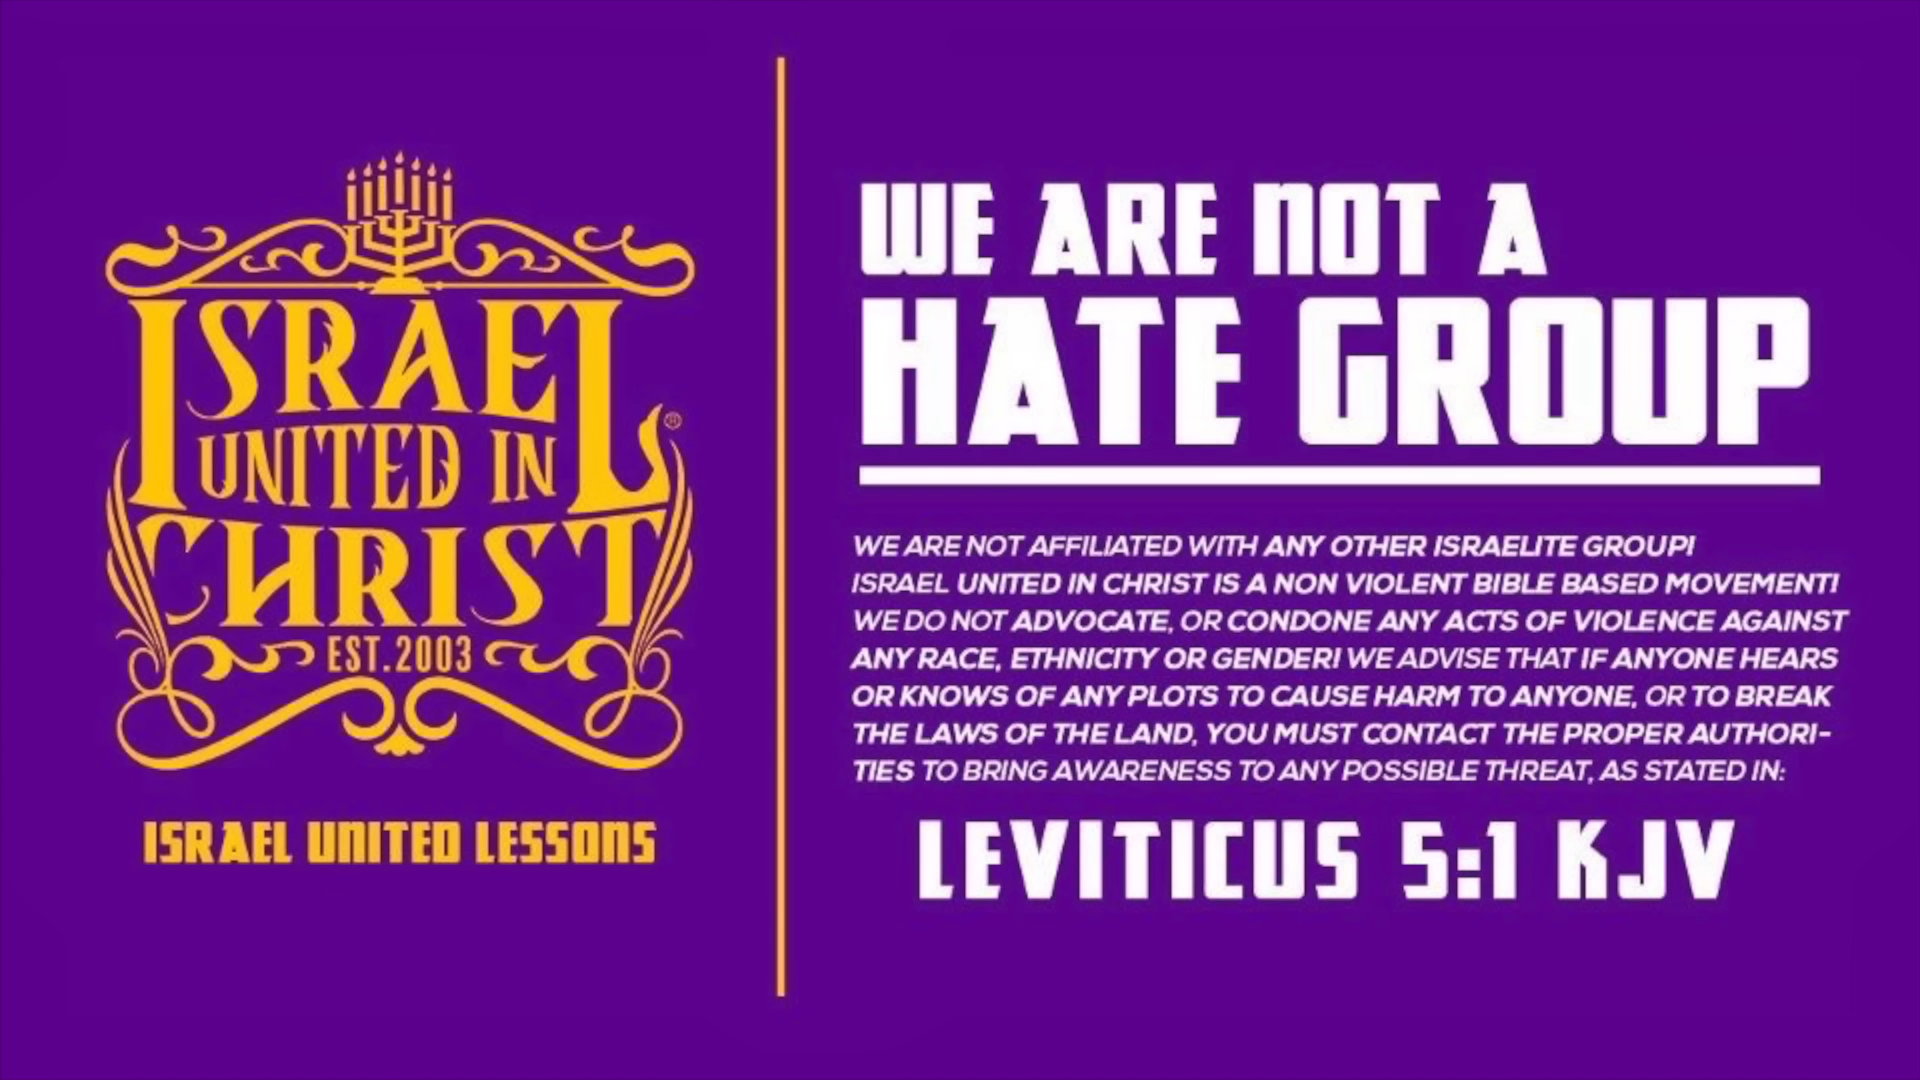 ISRAEL
UNITED IN
CHRIST
®
EST.2003
ISRAEL UNITED LESSONS
WE ARE NOT A
HATE GROUP
WE ARE NOT AFFILIATED WITH ANY OTHER ISRAELITE GROUP!
ISRAEL UNITED IN CHRIST IS A NON VIOLENT BIBLE BASED MOVEMENT!
WE DO NOT ADVOCATE, OR CONDONE ANY ACTS OF VIOLENCE AGAINST
ANY RACE, ETHNICITY OR GENDER! WE ADVISE THAT IF ANYONE HEARS
OR KNOWS OF ANY PLOTS TO CAUSE HARM TO ANYONE, OR TO BREAK
THE LAWS OF THE LAND, YOU MUST CONTACT THE PROPER AUTHORI-
TIES TO BRING AWARENESS TO ANY POSSIBLE THREAT, AS STATED IN:
LEVITICUS 5:1 KJV